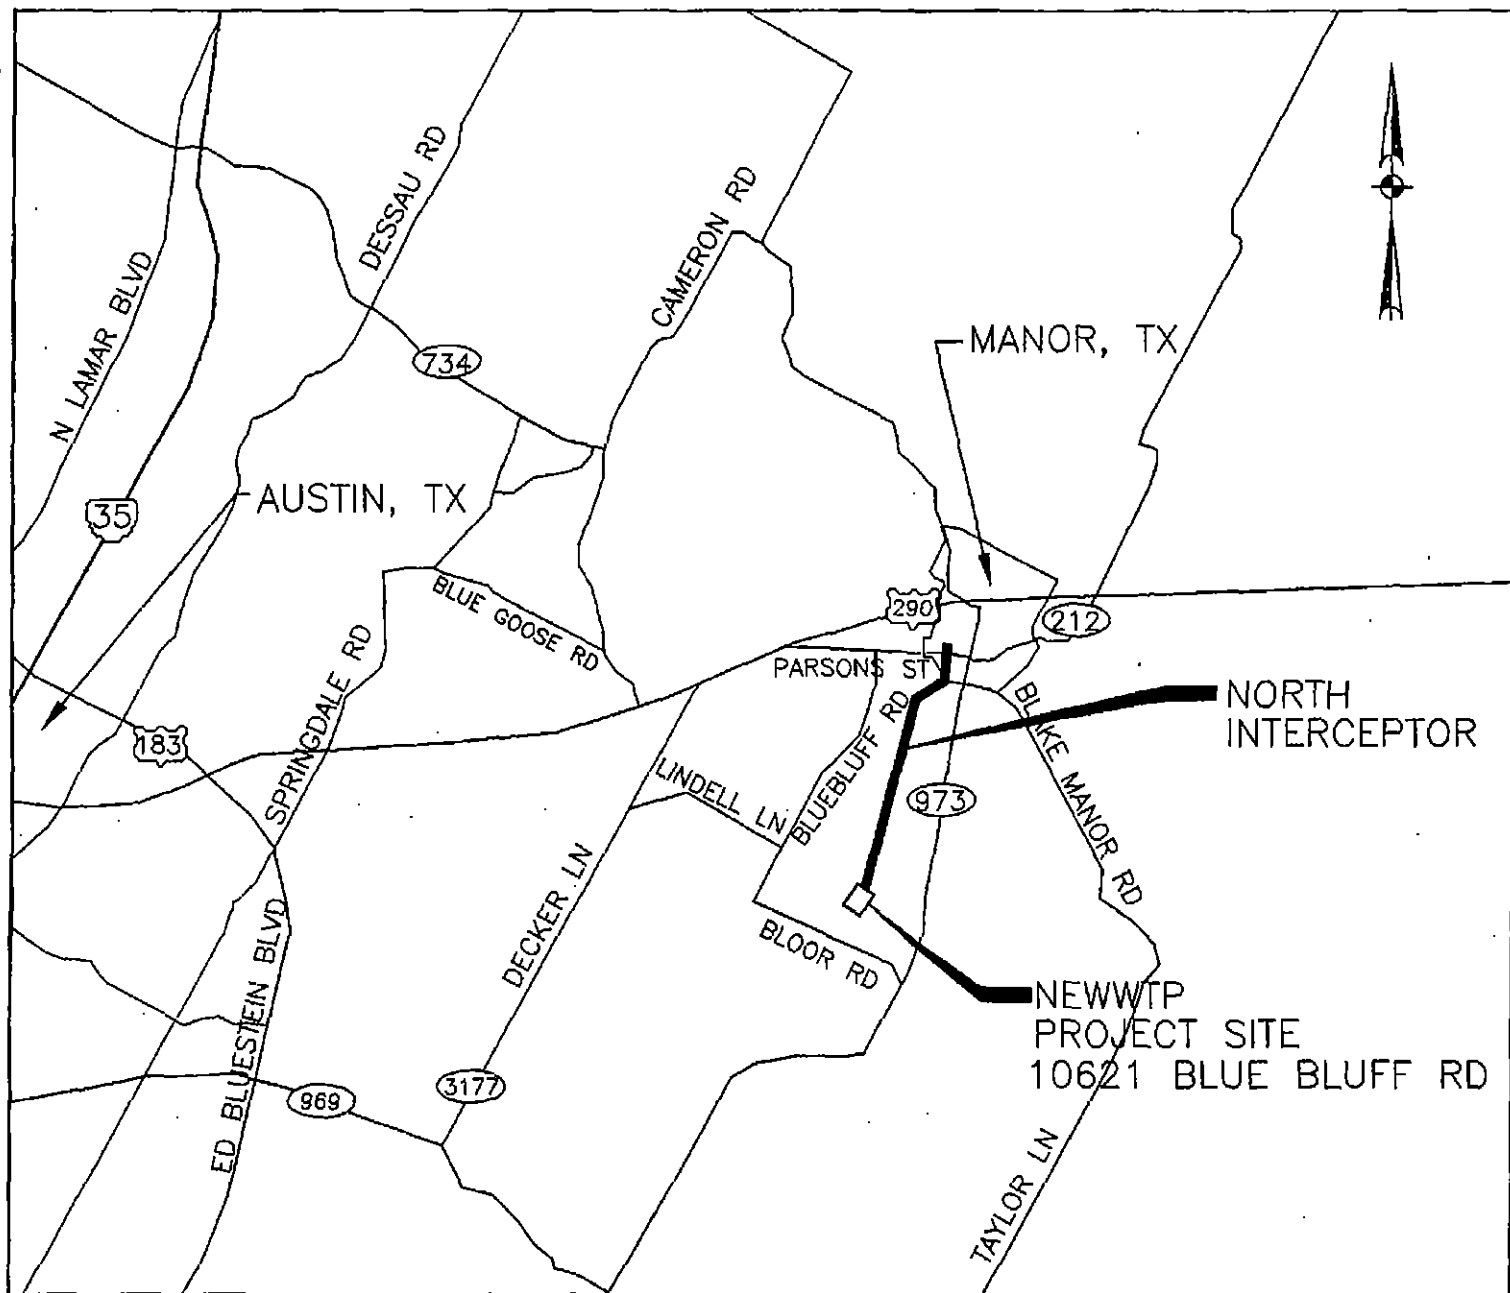 DESSAU RD
CAMERON RD
N LAMAR BLVD
MANOR, TX
734
35
AUSTIN, TX
BLUE GOOSE RD
290
212
SPRINGDALE RD
PARSONS ST
183
BLUEBLUFF RD
NORTH
INTERCEPTOR
LINDELL LN
973
BLAKE MANOR RD
DECKER LN
BLOOR RD
ED BLUESTEIN BLVD
NEWWTP
PROJECT SITE
10621 BLUE BLUFF RD
969
3177
TAYLOR LN